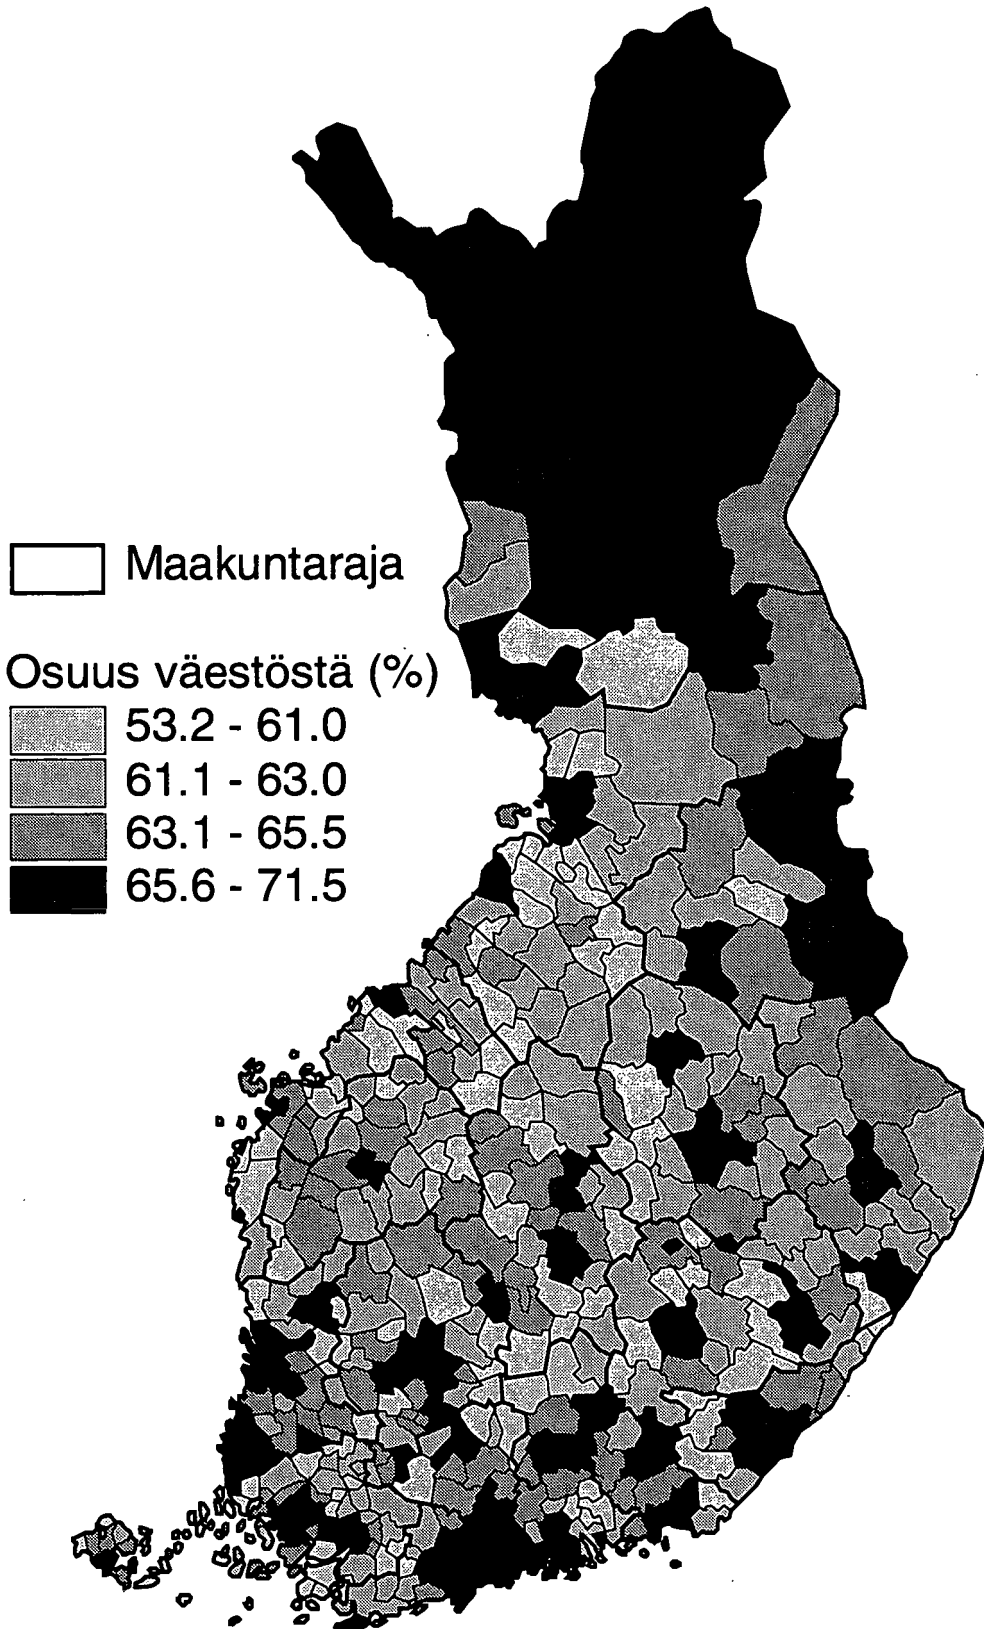 Maakuntaraja
Osuus väestöstä (%)
53.2 - 61.0
61.1 - 63.0
63.1 - 65.5
65.6 - 71.5